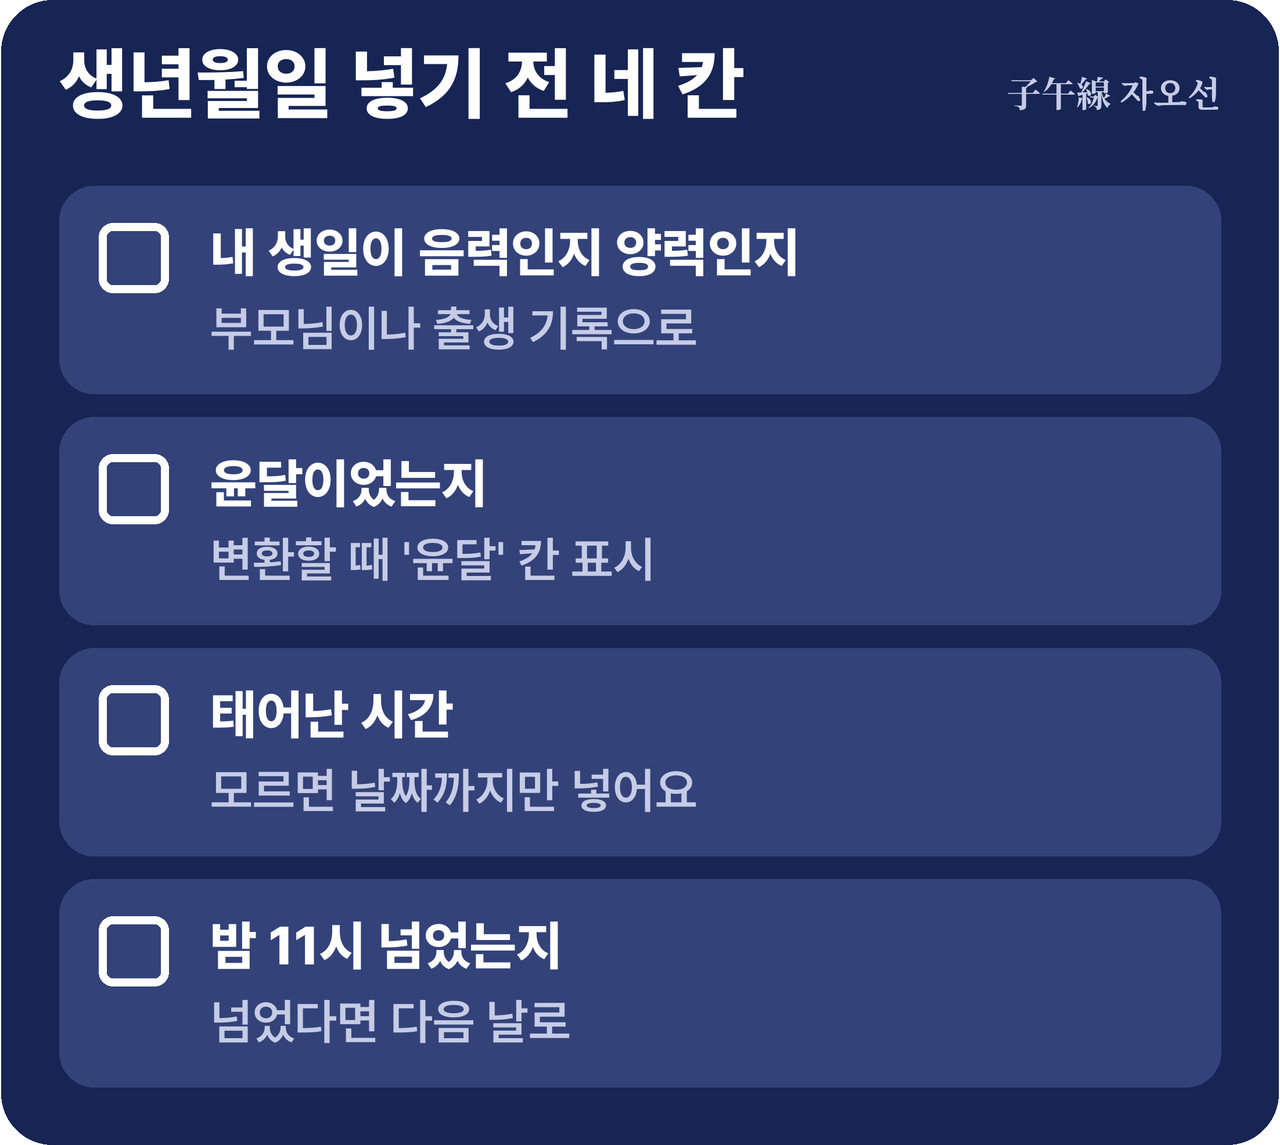 생년월일 넣기 전 네 칸
子午線 자오선
내 생일이 음력인지 양력인지
부모님이나 출생 기록으로
윤달이었는지
변환할 때 '윤달' 칸 표시
태어난 시간
모르면 날짜까지만 넣어요
밤 11시 넘었는지
넘었다면 다음 날로